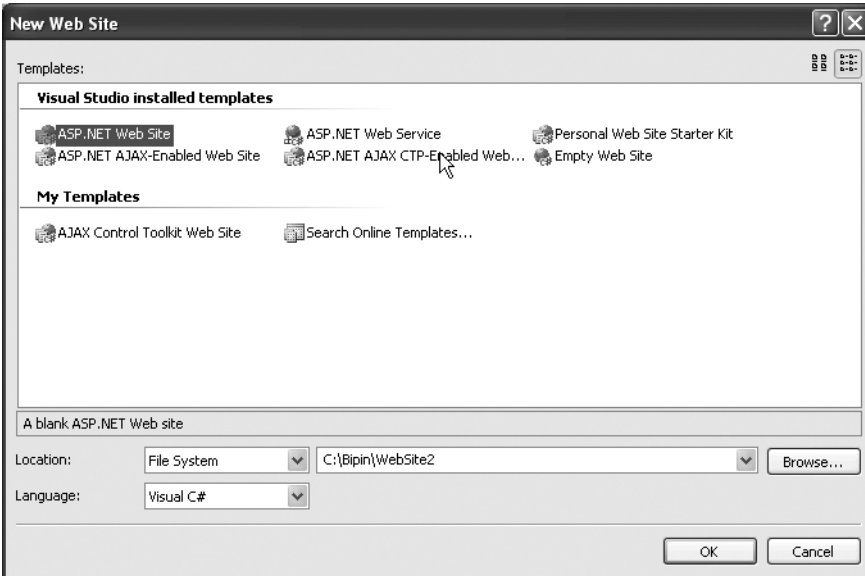 New Web Site
Templates:
Visual Studio installed templates
ASP.NET Web Site ASP.NET Web Service Personal Web Site Starter Kit
ASP.NET AJAX-Enabled Web Site ASP.NET AJAX CTP-Enabled Web... Empty Web Site
My Templates
AJAX Control Toolkit Web Site Search Online Templates...
A blank ASP.NET Web site
Location: File System C:\Bipin\WebSite2 Browse...
Language: Visual C#
OK Cancel